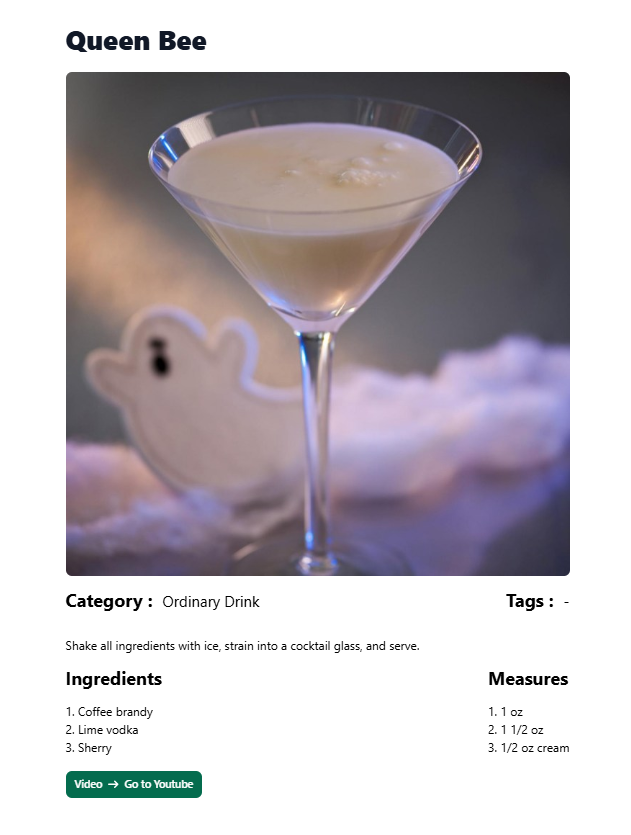 Queen Bee
Category : Ordinary Drink Tags : -
Shake all ingredients with ice, strain into a cocktail glass, and serve.
Ingredients Measures
1. Coffee brandy 1. 1 oz
2. Lime vodka 2. 1 1/2 oz
3. Sherry 3. 1/2 oz cream
Video → Go to Youtube